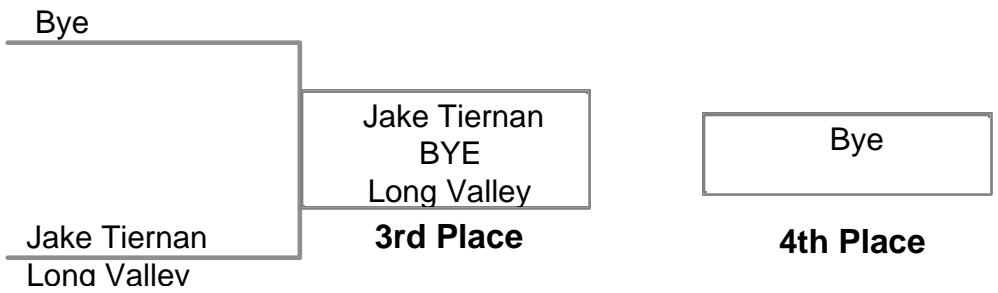 Bye
Jake Tiernan
BYE
Long Valley
3rd Place
Bye
4th Place
Jake Tiernan
Long Valley